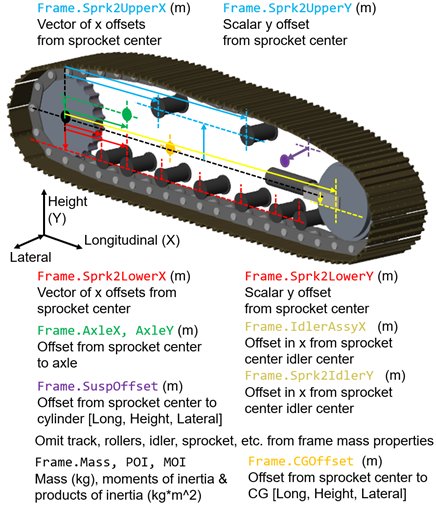 Frame.Sprk2UpperX (m)
Vector of x offsets
from sprocket center
Frame.Sprk2UpperY (m)
Scalar y offset
from sprocket center
Height
(Y)
Longitudinal (X)
Lateral
Frame.Sprk2LowerX (m)
Vector of x offsets from
sprocket center
Frame.Sprk2LowerY (m)
Scalar y offset
from sprocket center
Frame.AxleX, AxleY (m)
Offset from sprocket center
to axle
Frame.IdlerAssyX (m)
Offset in x from sprocket
center idler center
Frame.SuspOffset (m)
Offset from sprocket center to
cylinder [Long, Height, Lateral]
Frame.Sprk2IdlerY (m)
Offset in x from sprocket
center idler center
Omit track, rollers, idler, sprocket, etc. from frame mass properties
Frame.Mass, POI, MOI
Mass (kg), moments of inertia &
products of inertia (kg*m^2)
Frame.CGOffset (m)
Offset from sprocket center to
CG [Long, Height, Lateral]